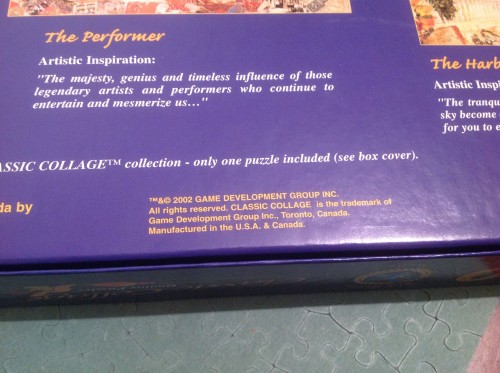 The Performer
Artistic Inspiration:
"The majesty, genius and timeless influence of those
legendary artists and performers who continue to
entertain and mesmerize us…"
The Harb
Artistic Insp
"The tranqu
sky become
for you to e
ASSIC COLLAGE™ collection - only one puzzle included (see box cover).
da by
™&© 2002 GAME DEVELOPMENT GROUP INC.
All rights reserved. CLASSIC COLLAGE is the trademark of
Game Development Group Inc., Toronto, Canada.
Manufactured in the U.S.A. & Canada.